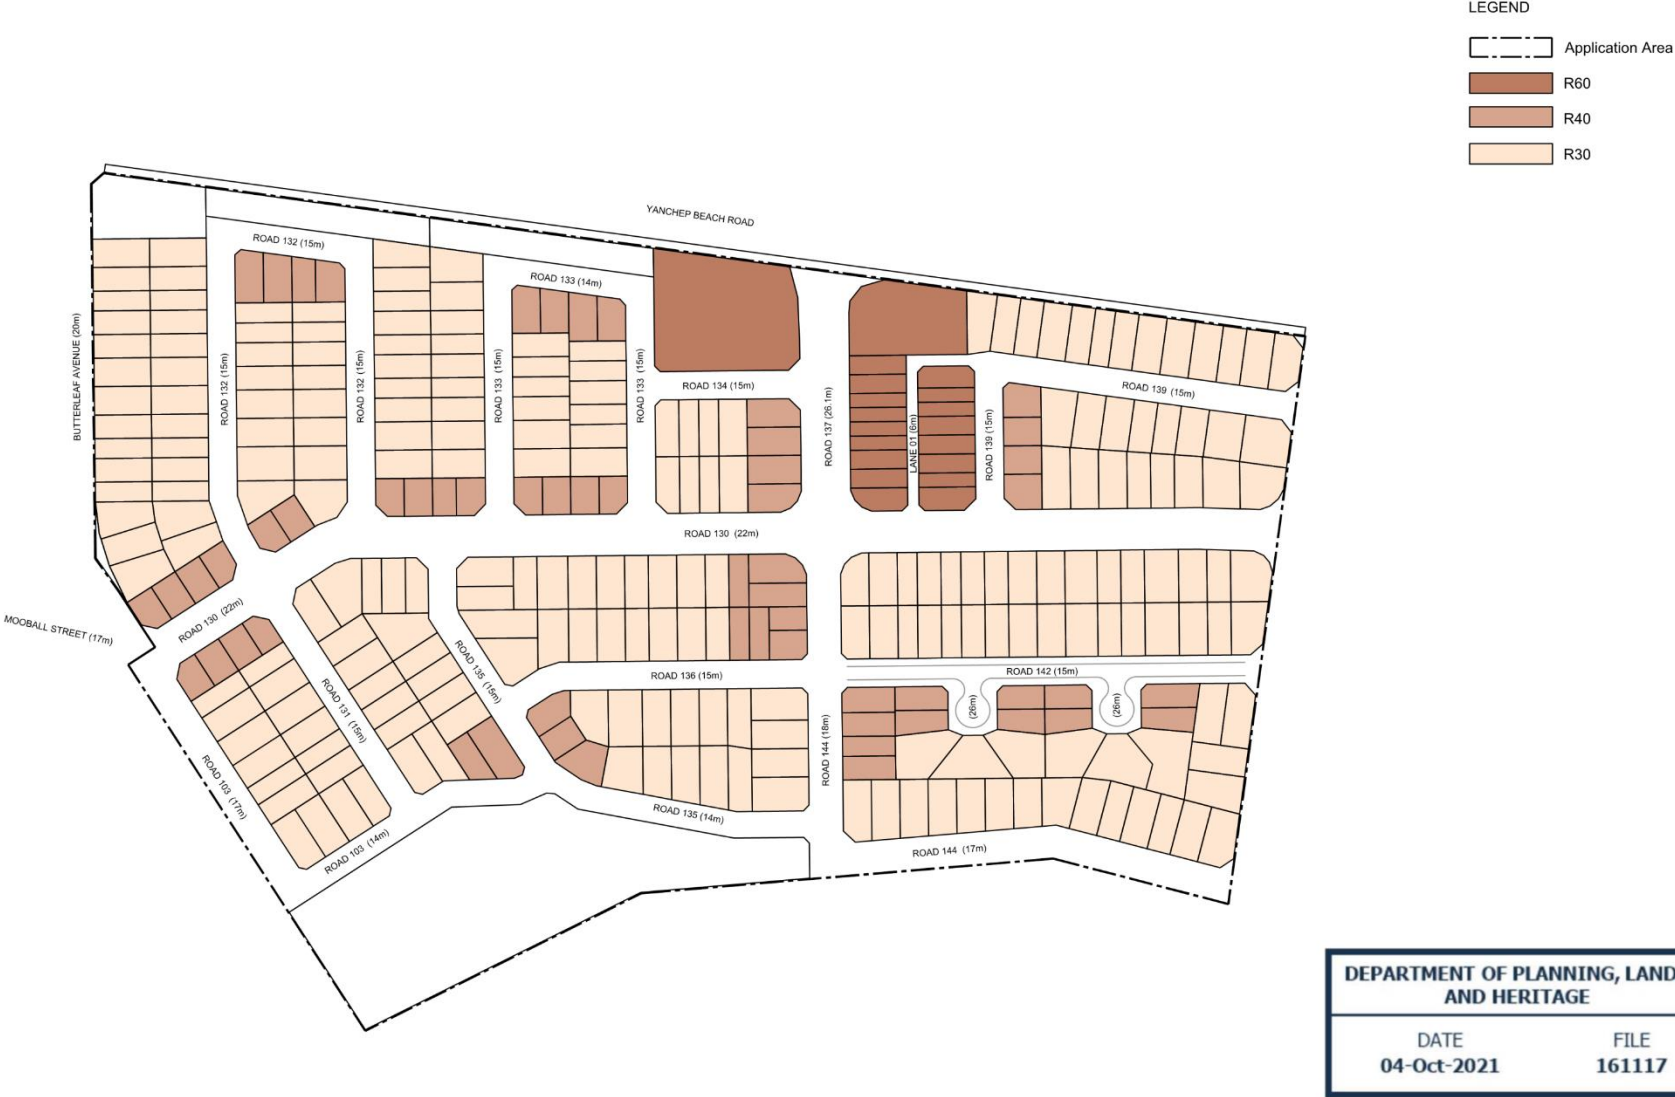 LEGEND
Application Area
R60
R40
R30
YANCHEP BEACH ROAD
ROAD 132 (15m)
ROAD 133 (14m)
BUTTERLEAF AVENUE (20m)
ROAD 132 (15m)
ROAD 132 (15m)
ROAD 133 (15m)
ROAD 133 (15m)
ROAD 134 (15m)
ROAD 137 (26.1m)
LANE 01 (6m)
ROAD 139 (15m)
ROAD 139 (15m)
ROAD 130 (22m)
MOOBALL STREET (17m)
ROAD 130 (22m)
ROAD 135 (15m)
ROAD 136 (15m)
ROAD 142 (15m)
ROAD 131 (15m)
(26m)
(26m)
ROAD 144 (18m)
ROAD 103 (17m)
ROAD 135 (14m)
ROAD 103 (14m)
ROAD 144 (17m)
DEPARTMENT OF PLANNING, LAND
AND HERITAGE
DATE FILE
04-Oct-2021 161117